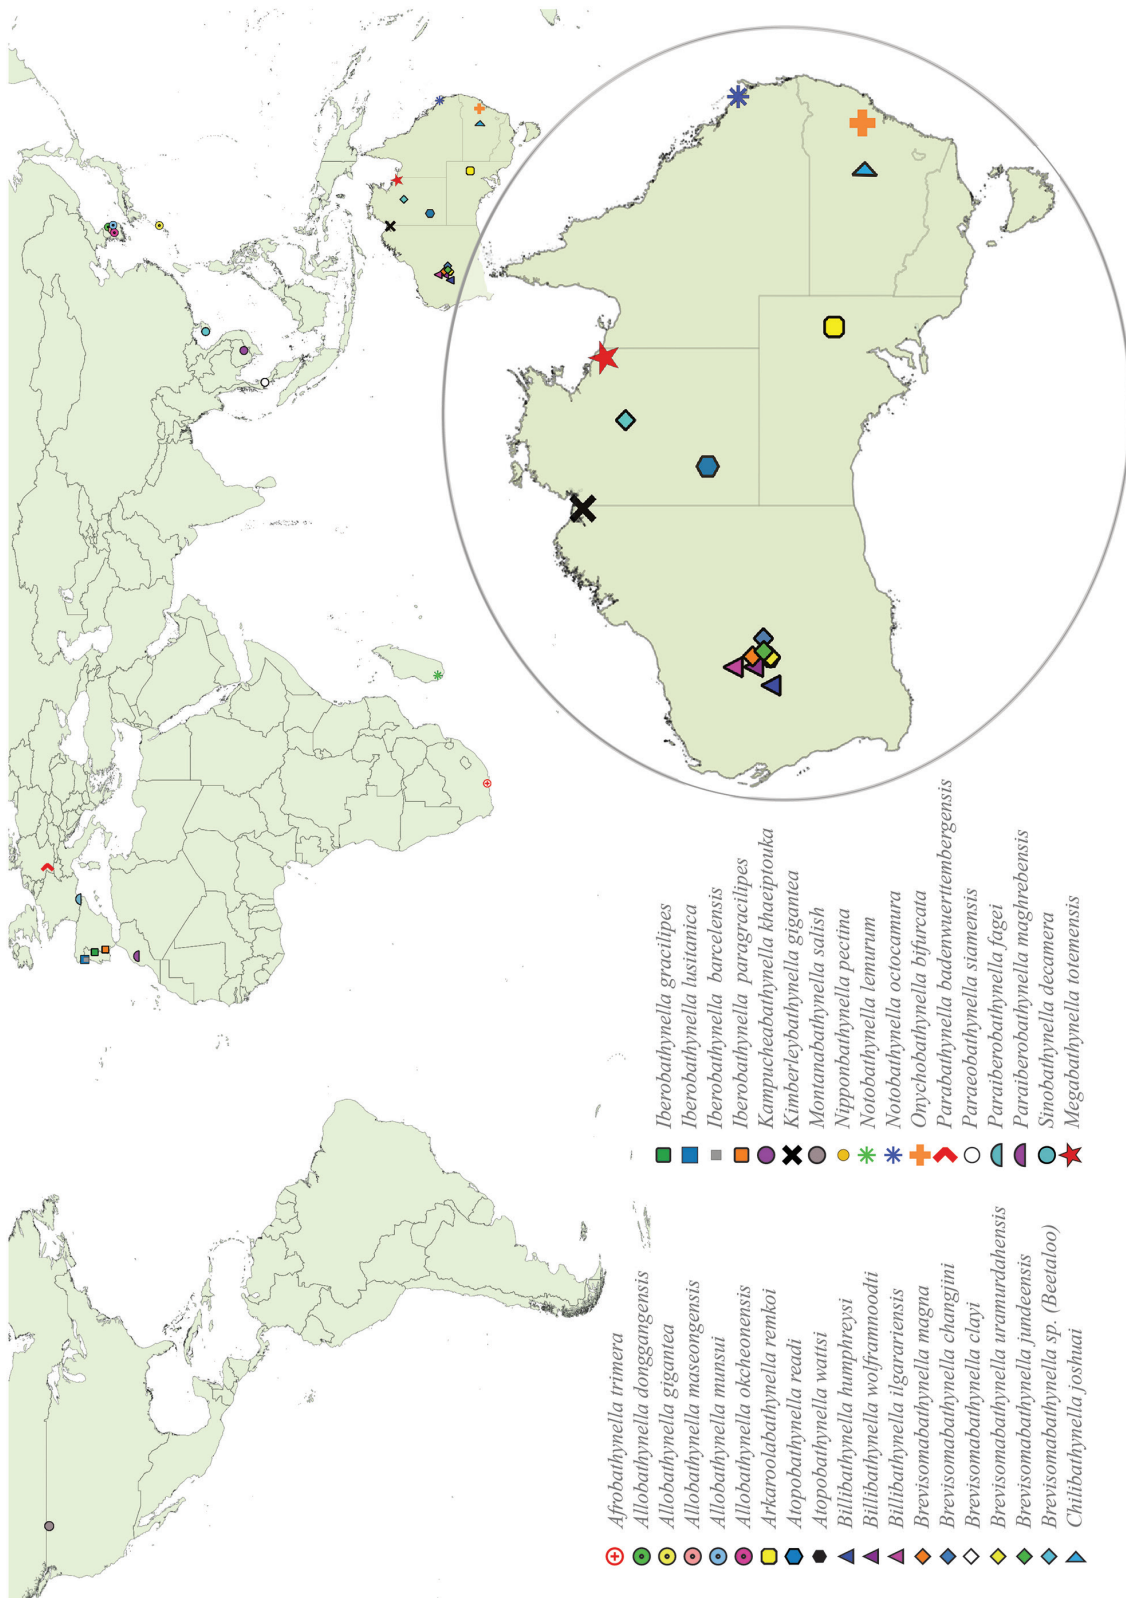 Afrobathynella trimera
Allobathynella donggangensis
Allobathynella gigantea
Allobathynella maseongensis
Allobathynella munsui
Allobathynella okcheonensis
Arkaroolabathynella remkoi
Atopobathynella readi
Atopobathynella wattsi
Billibathynella humphreysi
Billibathynella wolframnoodti
Billibathynella ilgarariensis
Brevisomabathynella magna
Brevisomabathynella changjini
Brevisomabathynella clayi
Brevisomabathynella uramurdahensis
Brevisomabathynella jundeensis
Brevisomabathynella sp. (Beetaloo)
Chilibathynella joshuai
Iberobathynella gracilipes
Iberobathynella lusitanica
Iberobathynella barcelensis
Iberobathynella paragracilipes
Kampucheabathynella khaeiptouka
Kimberleybathynella gigantea
Montanabathynella salish
Nipponbathynella pectina
Notobathynella lemurum
Notobathynella octocamura
Onychobathynella bifurcata
Parabathynella badenwuerttembergensis
Paraeobathynella siamensis
Paraiberobathynella fagei
Paraiberobathynella maghrebensis
Sinobathynella decamera
Megabathynella totemensis